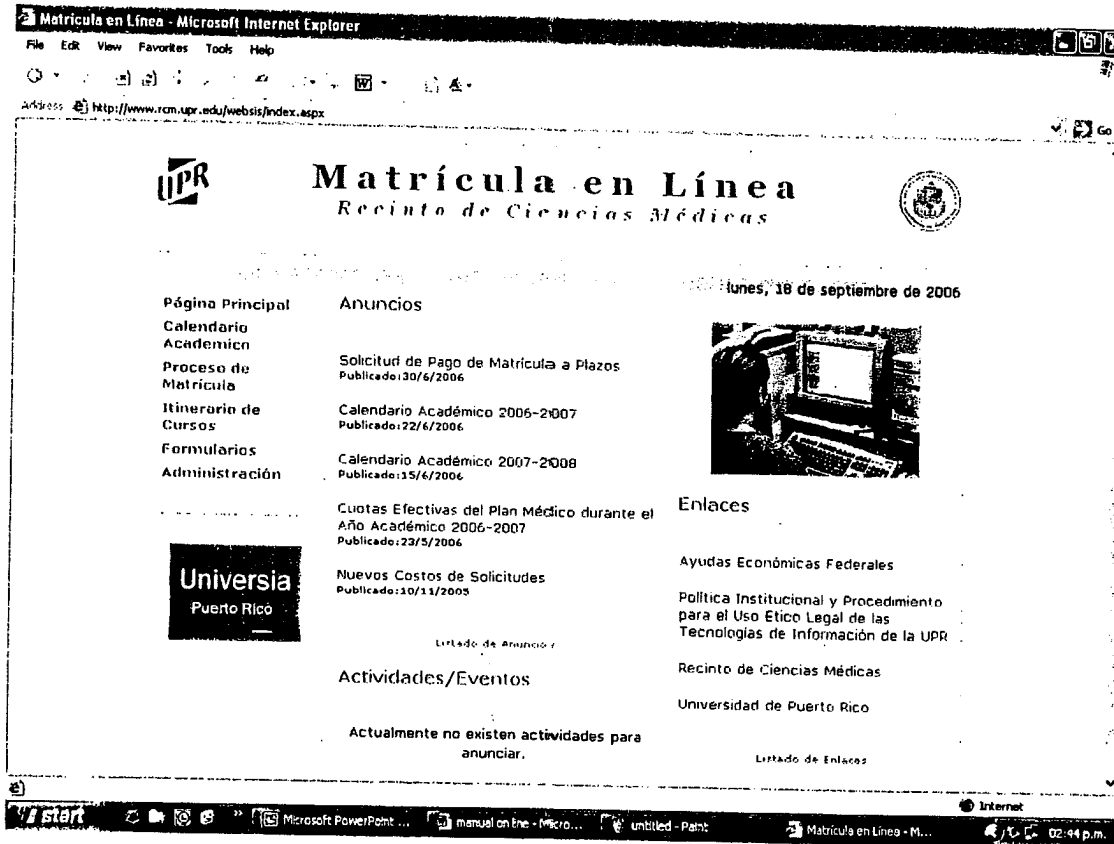 Matricula en Línea - Microsoft Internet Explorer
File Edit View Favorites Tools Help
Address http://www.rcm.upr.edu/websis/index.aspx
Go
UPR
Matrícula en Línea
Recinto de Ciencias Médicas
lunes, 18 de septiembre de 2006
Página Principal
Calendario
Academico
Proceso de
Matrícula
Itinerario de
Cursos
Formularios
Administración
Universia
Puerto Rico
Anuncios
Solicitud de Pago de Matrícula a Plazos
Publicado:30/6/2006
Calendario Académico 2006-2007
Publicado:22/6/2006
Calendario Académico 2007-2008
Publicado:15/6/2006
Cuotas Efectivas del Plan Médico durante el
Año Académico 2006-2007
Publicado:23/5/2006
Nuevos Costos de Solicitudes
Publicado:10/11/2005
Listado de Anuncios
Actividades/Eventos
Actualmente no existen actividades para
anunciar.
Enlaces
Ayudas Económicas Federales
Política Institucional y Procedimiento
para el Uso Etico Legal de las
Tecnologías de Información de la UPR
Recinto de Ciencias Médicas
Universidad de Puerto Rico
Listado de Enlaces
Internet
start
Microsoft PowerPoint ...
manual on line - Micro...
untitled - Paint
Matrícula en Línea - M...
02:44 p.m.